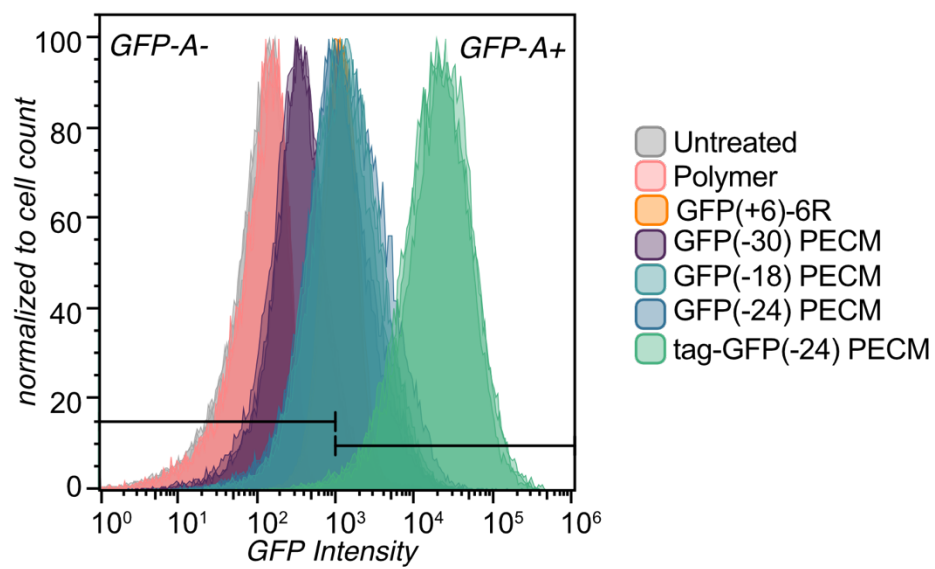 GFP-A- GFP-A+
normalized to cell count
100
80
60
40
20
0
10⁰ 10¹ 10² 10³ 10⁴ 10⁵ 10⁶
GFP Intensity
Untreated
Polymer
GFP(+6)-6R
GFP(-30) PECM
GFP(-18) PECM
GFP(-24) PECM
tag-GFP(-24) PECM